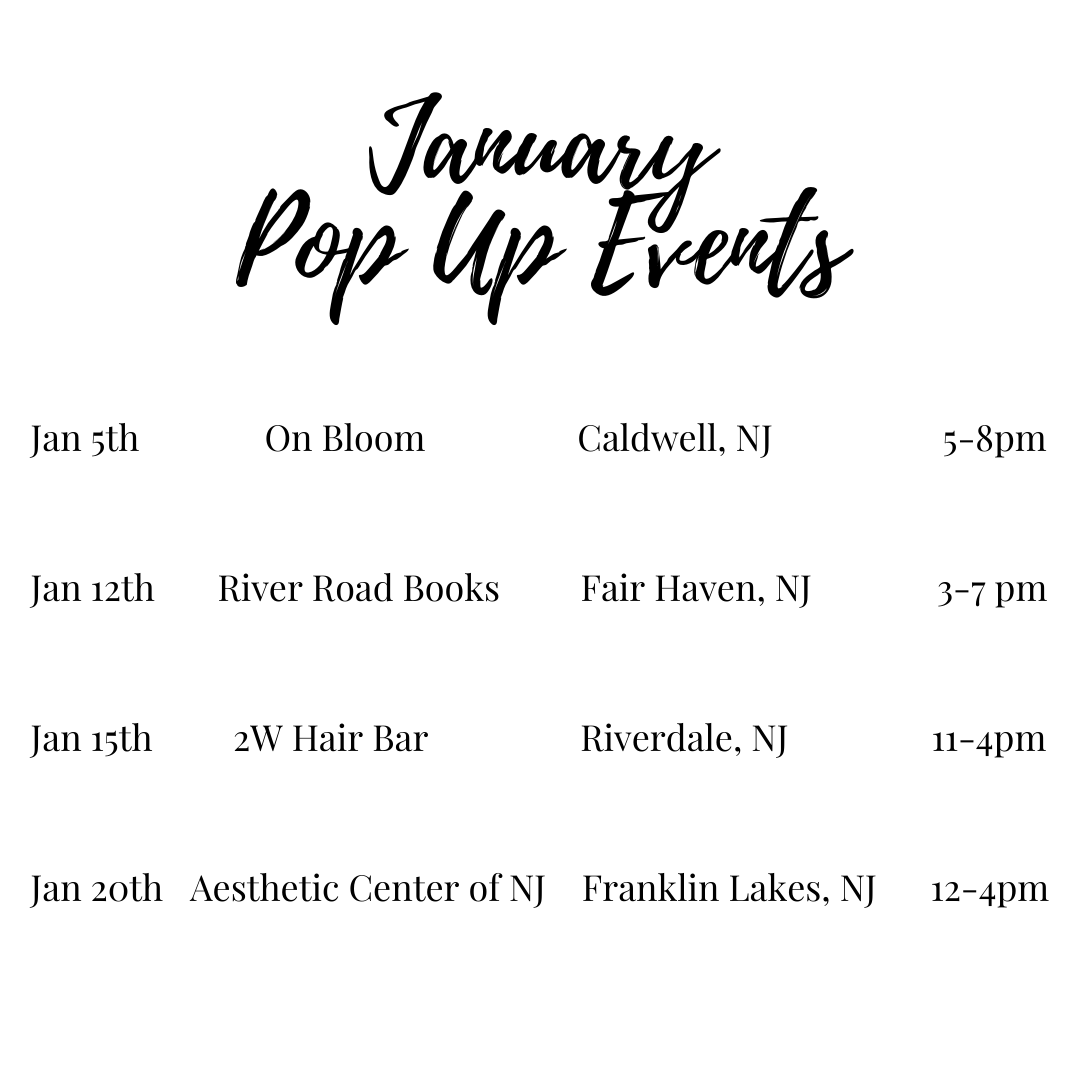 January
Pop Up Events
Jan 5th On Bloom Caldwell, NJ 5-8pm
Jan 12th River Road Books Fair Haven, NJ 3-7 pm
Jan 15th 2W Hair Bar Riverdale, NJ 11-4pm
Jan 20th Aesthetic Center of NJ Franklin Lakes, NJ 12-4pm